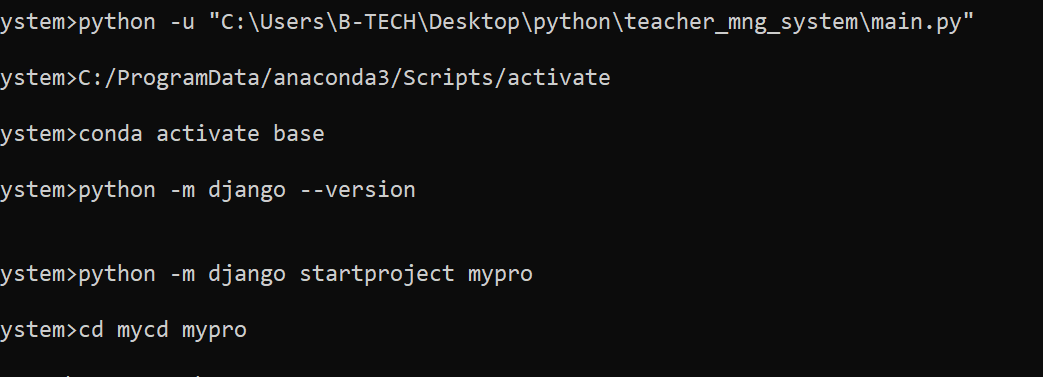 ystem>python -u "C:\Users\B-TECH\Desktop\python\teacher_mng_system\main.py"
ystem>C:/ProgramData/anaconda3/Scripts/activate
ystem>conda activate base
ystem>python -m django --version
ystem>python -m django startproject mypro
ystem>cd mycd mypro